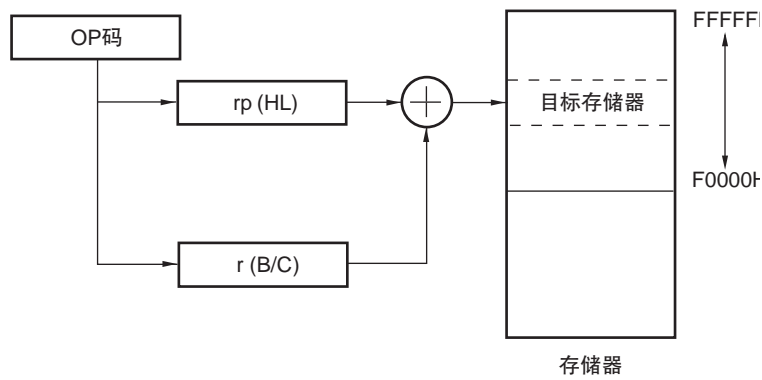 OP码
FFFFF
rp (HL)
目标存储器
F0000H
r (B/C)
存储器